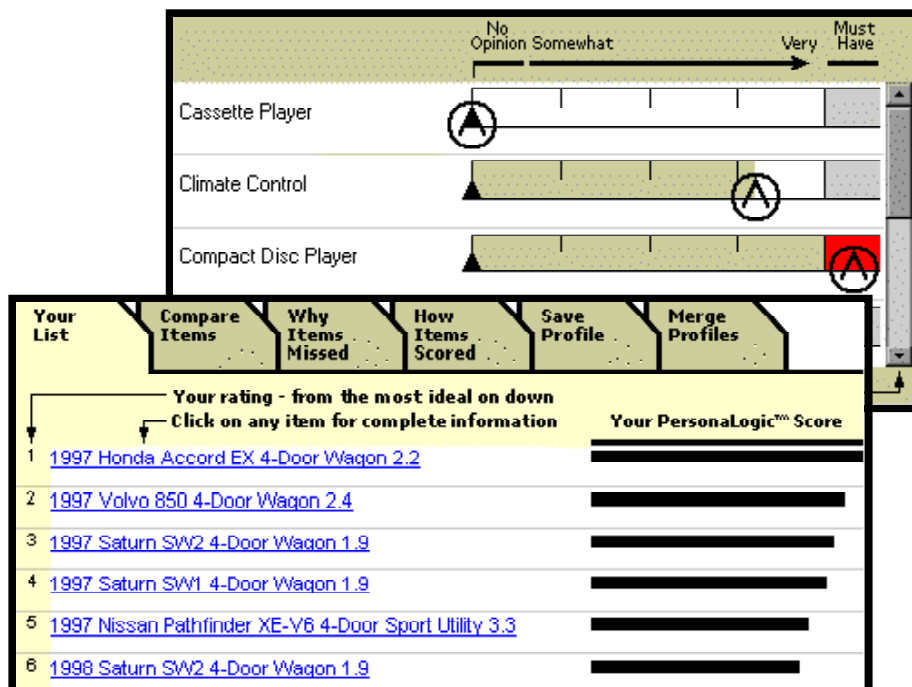 No Opinion Somewhat Very Must Have
Cassette Player
Climate Control
Compact Disc Player
Your List
Compare Items
Why Items Missed
How Items Scored
Save Profile
Merge Profiles
Your rating - from the most ideal on down
Click on any item for complete information
Your PersonaLogic™ Score
1 1997 Honda Accord EX 4-Door Wagon 2.2
2 1997 Volvo 850 4-Door Wagon 2.4
3 1997 Saturn SW2 4-Door Wagon 1.9
4 1997 Saturn SW1 4-Door Wagon 1.9
5 1997 Nissan Pathfinder XE-V6 4-Door Sport Utility 3.3
6 1998 Saturn SW2 4-Door Wagon 1.9